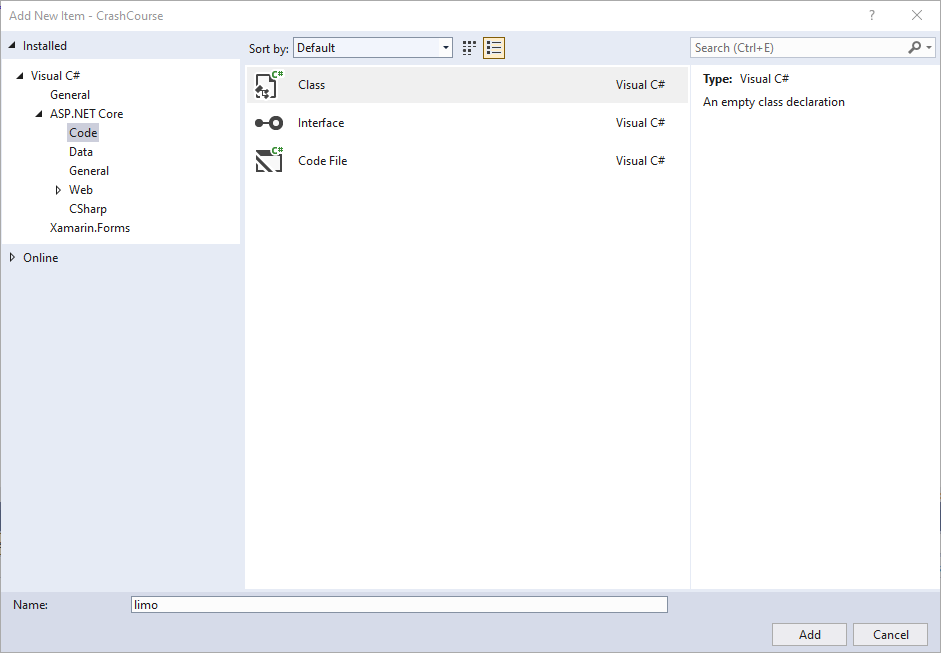 Add New Item - CrashCourse
?
Installed
Sort by: Default
Search (Ctrl+E)
Visual C#
General
ASP.NET Core
Code
Data
General
Web
CSharp
Xamarin.Forms
Online
C# Class Visual C#
Interface Visual C#
C# Code File Visual C#
Type: Visual C#
An empty class declaration
Name: limo
Add Cancel